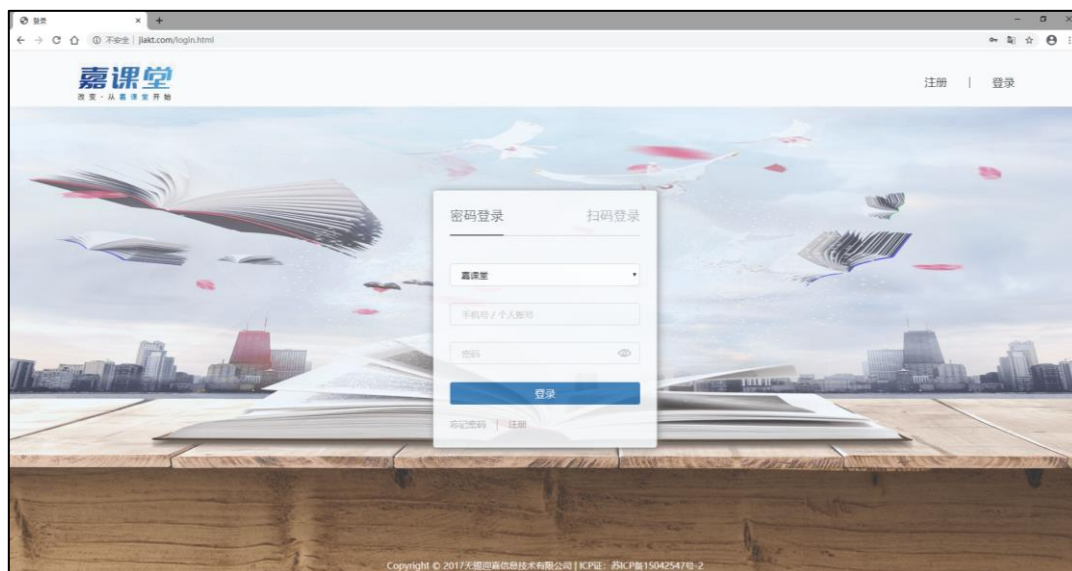 登录
不安全 | jiakt.com/login.html
嘉课堂
改变·从嘉课堂开始
注册 | 登录
密码登录 扫码登录
嘉课堂
手机号 / 个人账号
密码
登录
忘记密码 | 注册
Copyright © 2017无锡迎嘉信息技术有限公司 | ICP证：苏ICP备15042547号-2